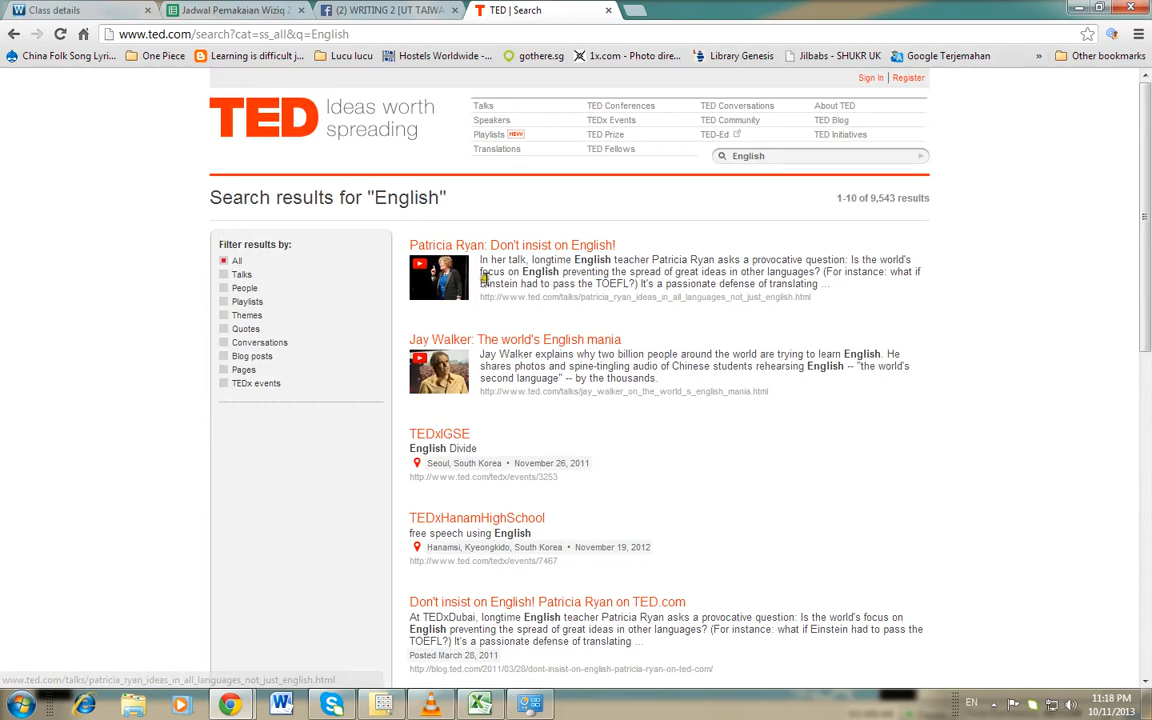 Class details
Jadwal Pemakaian Wiziq 2
(2) WRITING 2 [UT TAIWA
TED | Search
www.ted.com/search?cat=ss_all&q=English
China Folk Song Lyri...
One Piece
Learning is difficult j...
Lucu lucu
Hostels Worldwide -...
gothere.sg
1x.com - Photo direc...
Library Genesis
Jilbabs - SHUKR UK
Google Terjemahan
»
Other bookmarks
Sign In | Register
TED Ideas worth spreading
Talks
TED Conferences
TED Conversations
About TED
Speakers
TEDx Events
TED Community
TED Blog
Playlists NEW
TED Prize
TED-Ed
TED Initiatives
Translations
TED Fellows
English
Search results for "English"
1-10 of 9,543 results
Filter results by:
All
Talks
People
Playlists
Themes
Quotes
Conversations
Blog posts
Pages
TEDx events
Patricia Ryan: Don't insist on English!
In her talk, longtime English teacher Patricia Ryan asks a provocative question: Is the world's
focus on English preventing the spread of great ideas in other languages? (For instance: what if
Einstein had to pass the TOEFL?) It's a passionate defense of translating ...
http://www.ted.com/talks/patricia_ryan_ideas_in_all_languages_not_just_english.html
Jay Walker: The world's English mania
Jay Walker explains why two billion people around the world are trying to learn English. He
shares photos and spine-tingling audio of Chinese students rehearsing English -- "the world's
second language" -- by the thousands.
http://www.ted.com/talks/jay_walker_on_the_world_s_english_mania.html
TEDxIGSE
English Divide
Seoul, South Korea • November 26, 2011
http://www.ted.com/tedx/events/3253
TEDxHanamHighSchool
free speech using English
Hanamsi, Kyeongkido, South Korea • November 19, 2012
http://www.ted.com/tedx/events/7467
Don't insist on English! Patricia Ryan on TED.com
At TEDxDubai, longtime English teacher Patricia Ryan asks a provocative question: Is the world's focus on
English preventing the spread of great ideas in other languages? (For instance: what if Einstein had to pass the
TOEFL?) It's a passionate defense of translating ...
Posted March 28, 2011
http://blog.ted.com/2011/03/28/dont-insist-on-english-patricia-ryan-on-ted-com/
www.ted.com/talks/patricia_ryan_ideas_in_all_languages_not_just_english.html
EN
11:18 PM
10/11/2013